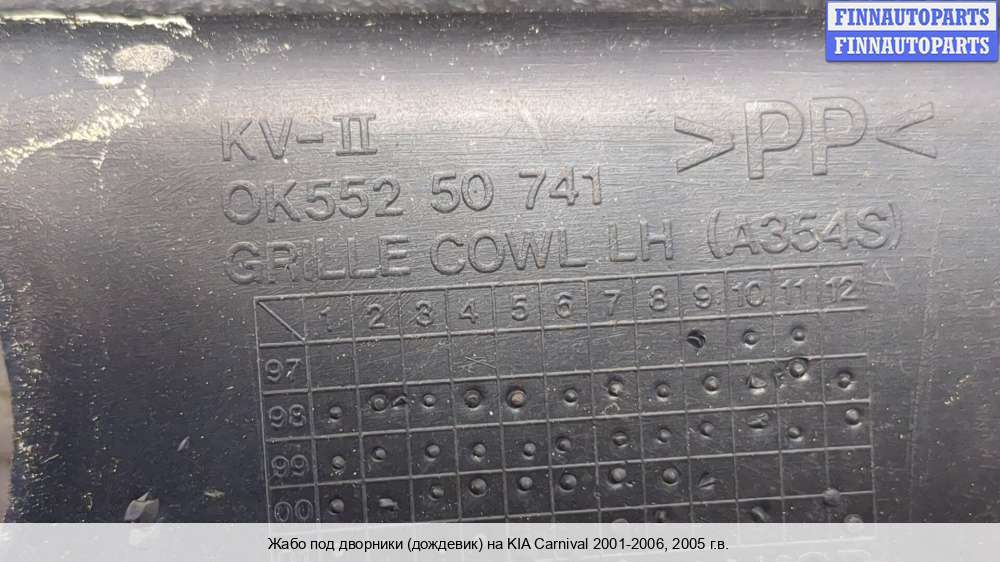 FINNAUTOPARTS
FINNAUTOPARTS
KV-II
OK552 50 741 >PP<
GRILLE COWL LH (A354S)
1 2 3 4 5 6 7 8 9 10 11 12
97
98
99
00
Жабо под дворники (дождевик) на KIA Carnival 2001-2006, 2005 г.в.